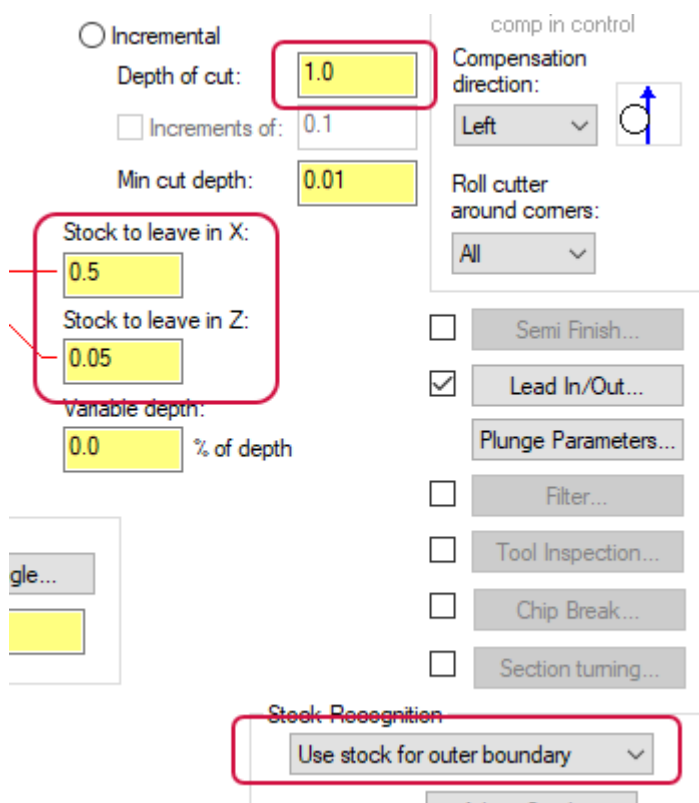 Incremental
Depth of cut:
1.0
Increments of:
0.1
Min cut depth:
0.01
Stock to leave in X:
0.5
Stock to leave in Z:
0.05
Variable depth:
0.0
% of depth
gle...
comp in control
Compensation
direction:
Left
Roll cutter
around corners:
All
Semi Finish...
Lead In/Out...
Plunge Parameters...
Filter...
Tool Inspection...
Chip Break...
Section turning...
Stock Recognition
Use stock for outer boundary